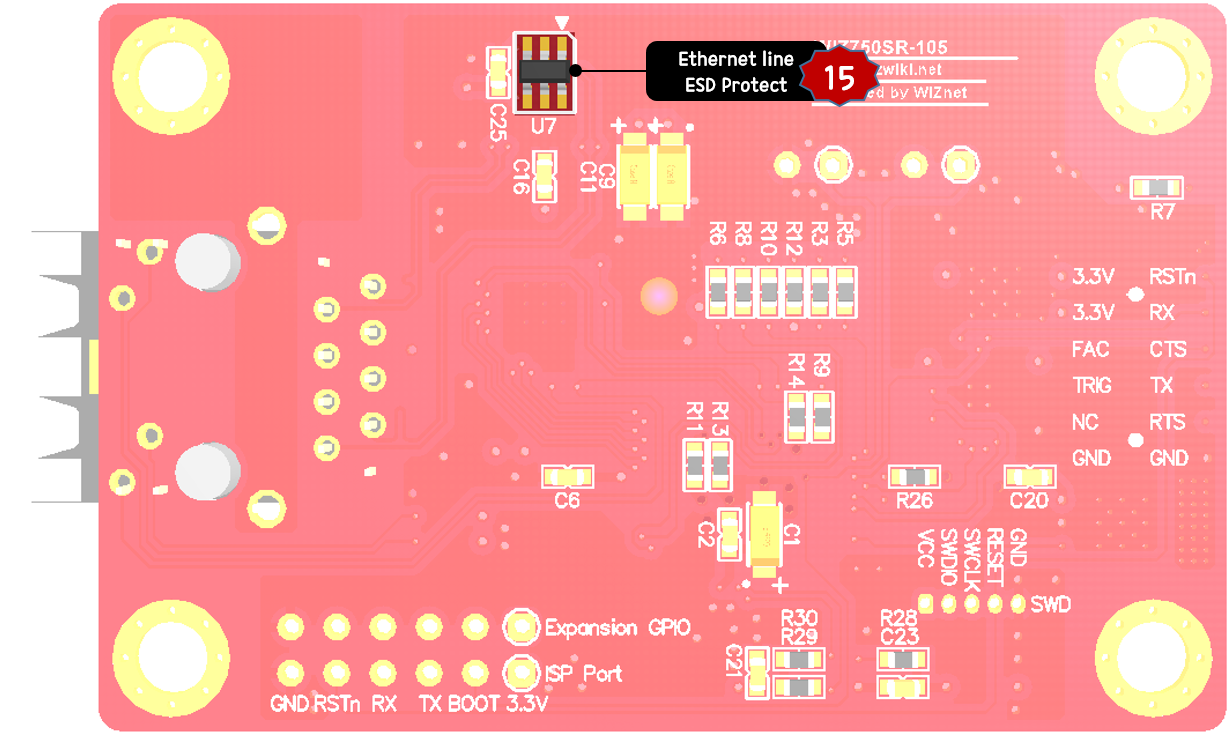 Ethernet line
ESD Protect
15
WIZ750SR-105
zwiki.net
ed by WIZnet
U7
C25
C16
C11
C9
R7
R6
R8
R10
R12
R3
R5
3.3V RSTn
3.3V RX
FAC CTS
TRIG TX
NC RTS
GND GND
R14
R9
R11
R13
C6
R26
C20
C2
C1
VCC
SWDIO
SWCLK
RESET
GND
SWD
Expansion GPIO
ISP Port
GND RSTn RX TX BOOT 3.3V
R30
R29
C21
R28
C23